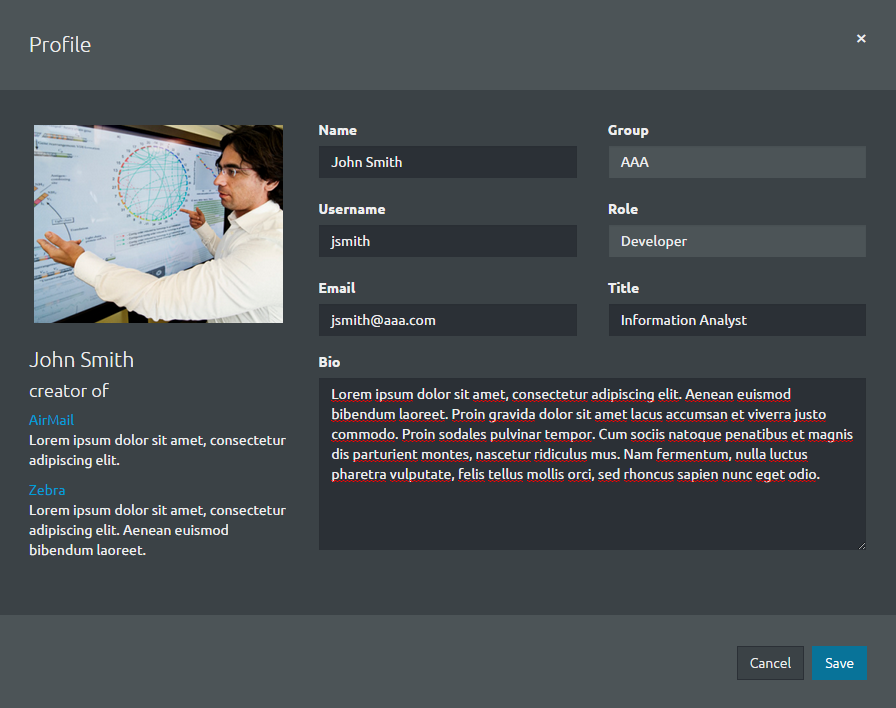 Profile
×
Name
John Smith
Group
AAA
Username
jsmith
Role
Developer
Email
jsmith@aaa.com
Title
Information Analyst
Bio
Lorem ipsum dolor sit amet, consectetur adipiscing elit. Aenean euismod
bibendum laoreet. Proin gravida dolor sit amet lacus accumsan et viverra justo
commodo. Proin sodales pulvinar tempor. Cum sociis natoque penatibus et magnis
dis parturient montes, nascetur ridiculus mus. Nam fermentum, nulla luctus
pharetra vulputate, felis tellus mollis orci, sed rhoncus sapien nunc eget odio.
John Smith
creator of
AirMail
Lorem ipsum dolor sit amet, consectetur
adipiscing elit.
Zebra
Lorem ipsum dolor sit amet, consectetur
adipiscing elit. Aenean euismod
bibendum laoreet.
Cancel
Save